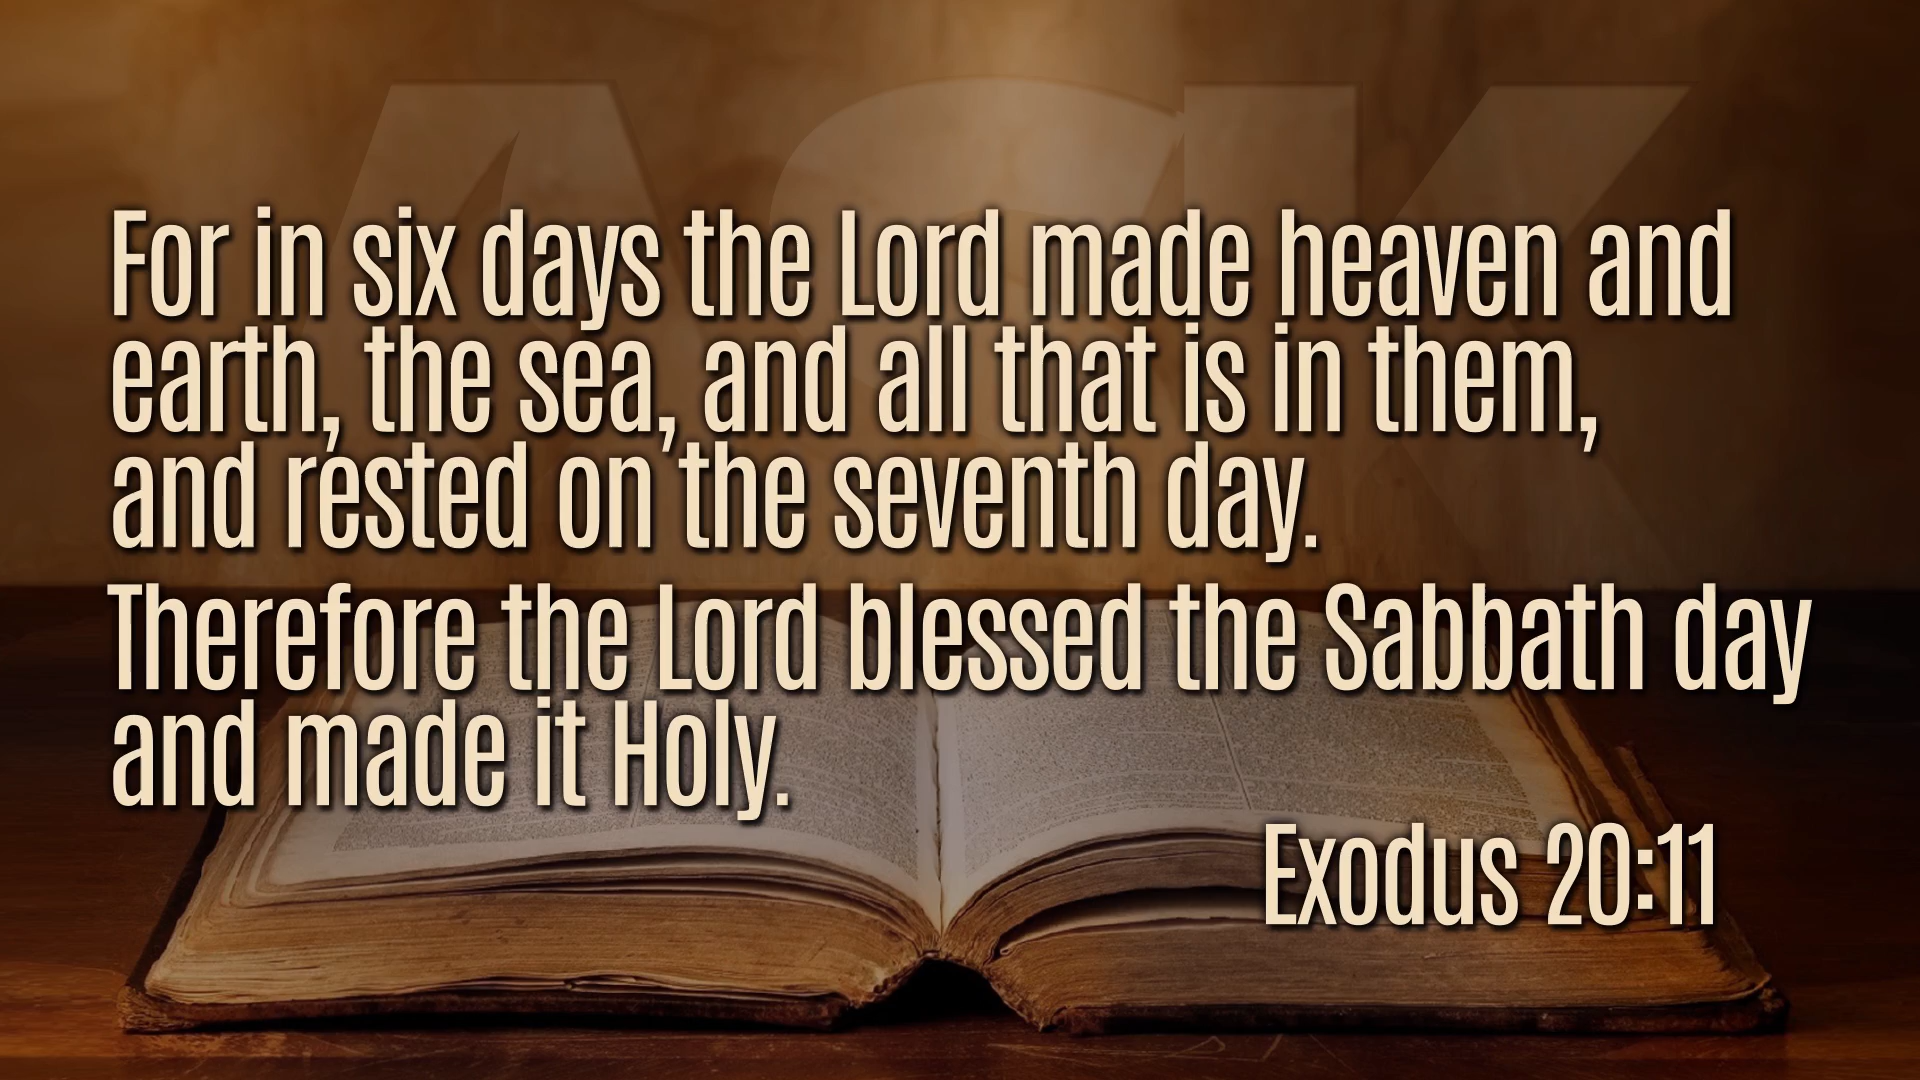 ASK
For in six days the Lord made heaven and
earth, the sea, and all that is in them,
and rested on the seventh day.
Therefore the Lord blessed the Sabbath day
and made it Holy.
Exodus 20:11